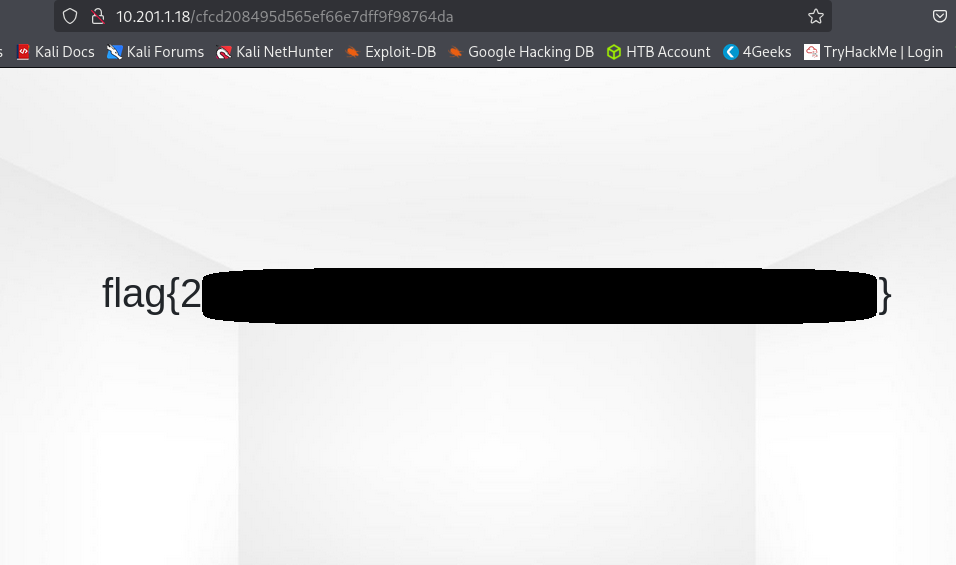 10.201.1.18/cfcd208495d565ef66e7dff9f98764da
s Kali Docs Kali Forums Kali NetHunter Exploit-DB Google Hacking DB HTB Account 4Geeks TryHackMe | Login
flag{2 }